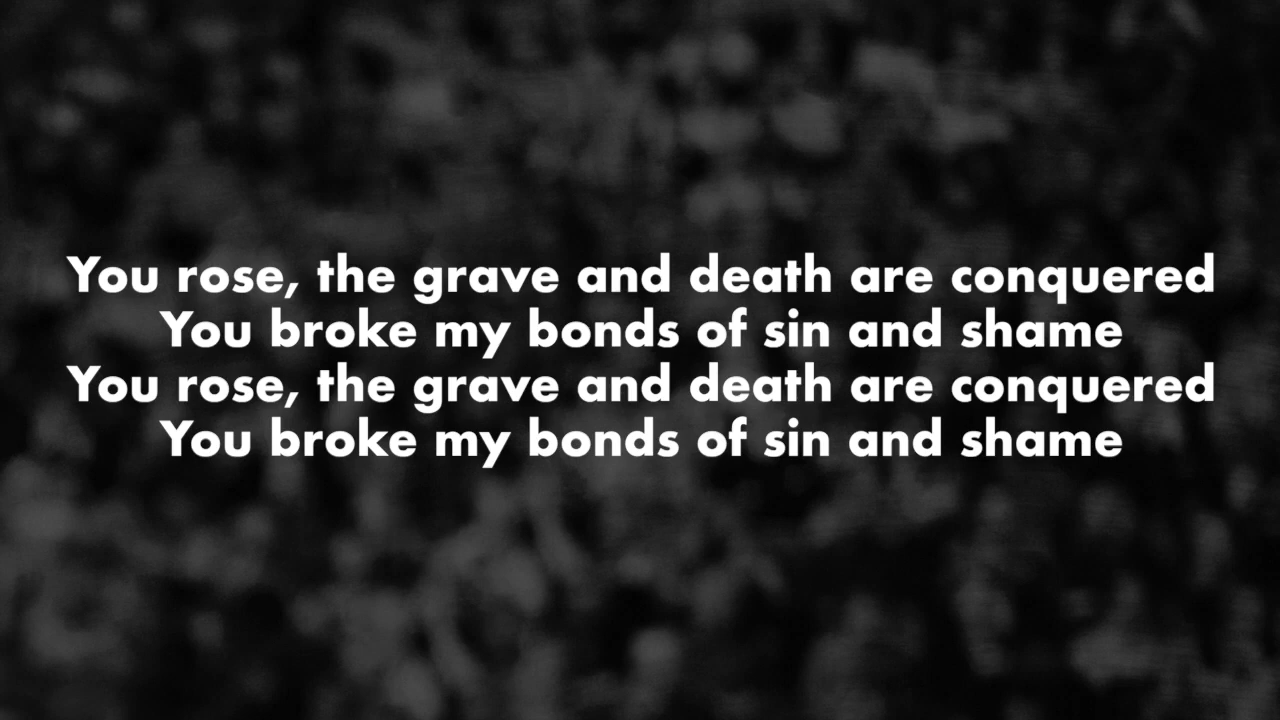 You rose, the grave and death are conquered
You broke my bonds of sin and shame
You rose, the grave and death are conquered
You broke my bonds of sin and shame